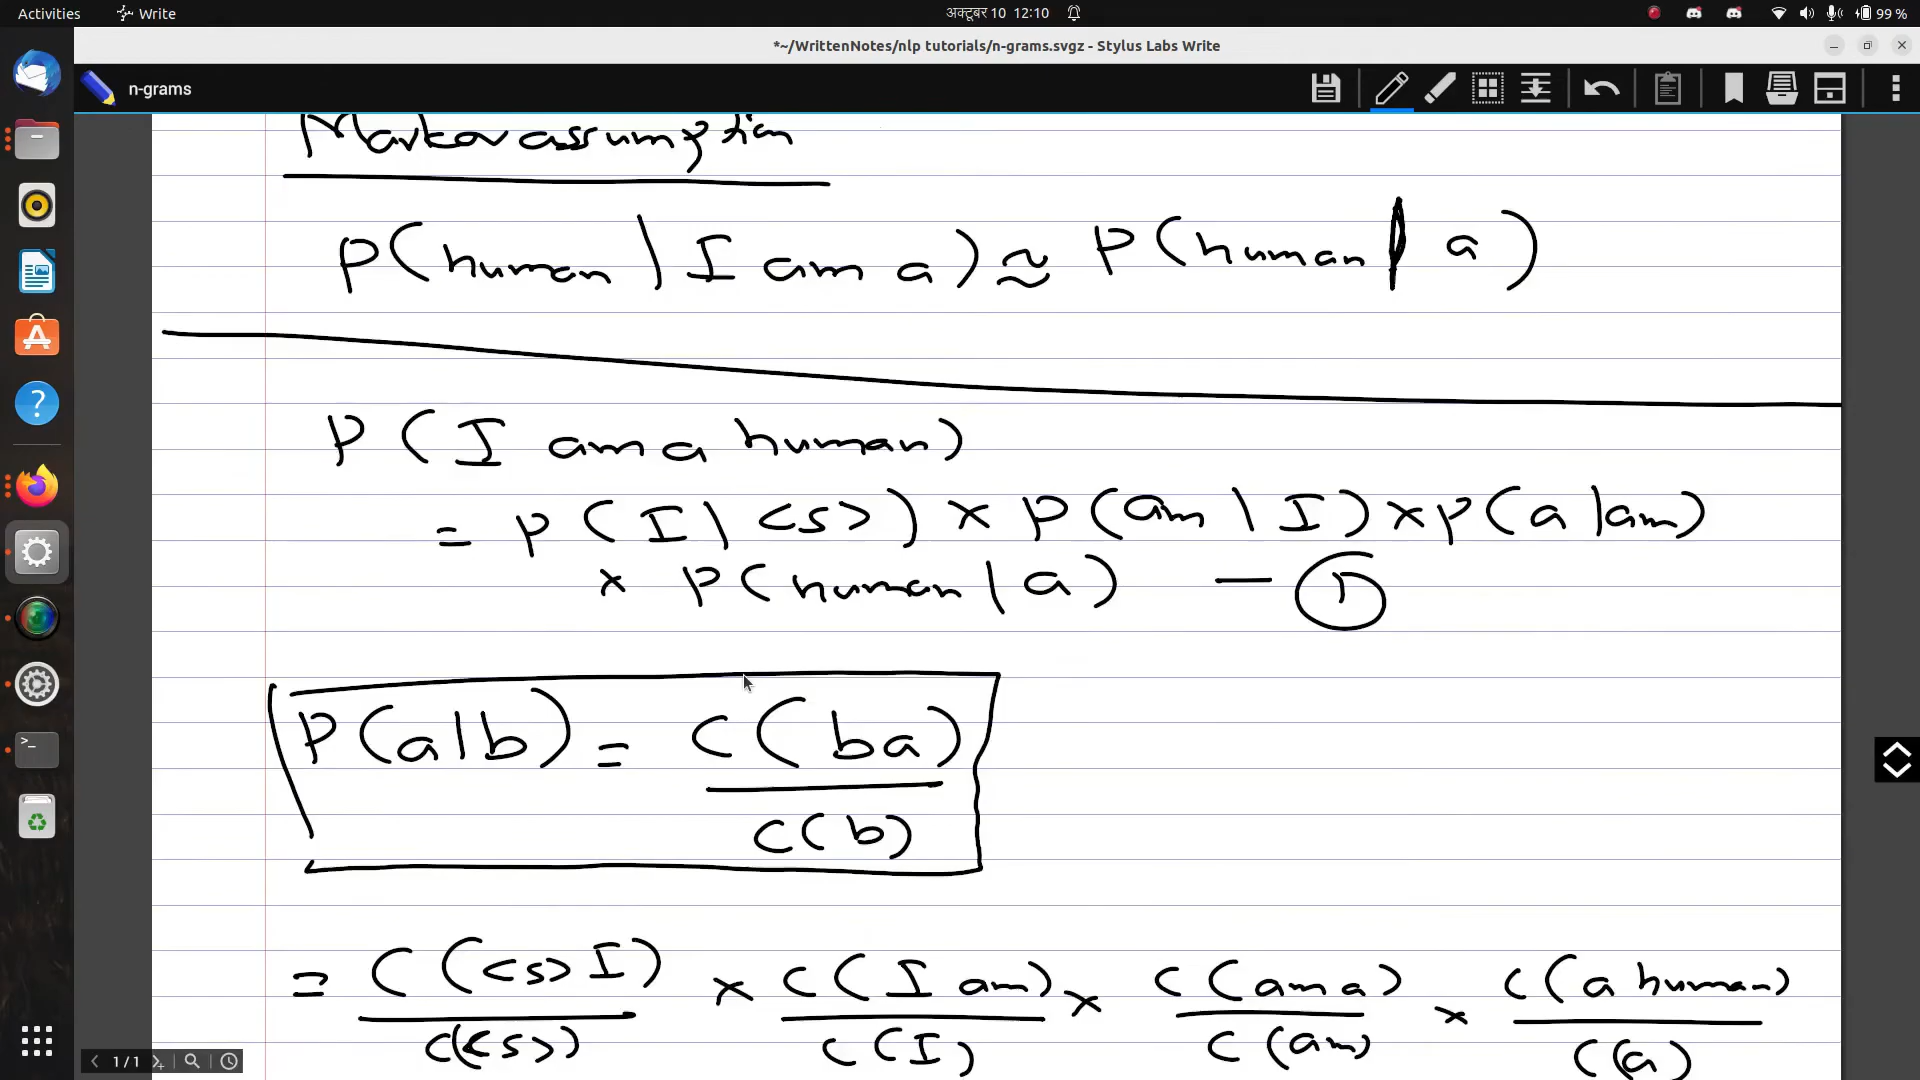 Activities Write अक्टूबर 10 12:10 99 %
*~/WrittenNotes/nlp tutorials/n-grams.svgz - Stylus Labs Write
n-grams
Markov assumption
P(human | I am a) ≈ P(human | a)
P(I am a human)
= P(I | <s>) × P(am | I) × P(a | am)
× P(human | a) — ①
P(a|b) = C(ba)
C(b)
= C(<s> I) × C(I am) × C(am a) × C(a human)
C(<s>) C(I) C(am) C(a)
1/1